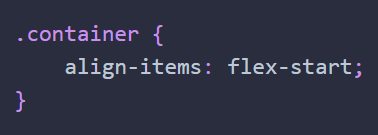 .container {
    align-items: flex-start;
}